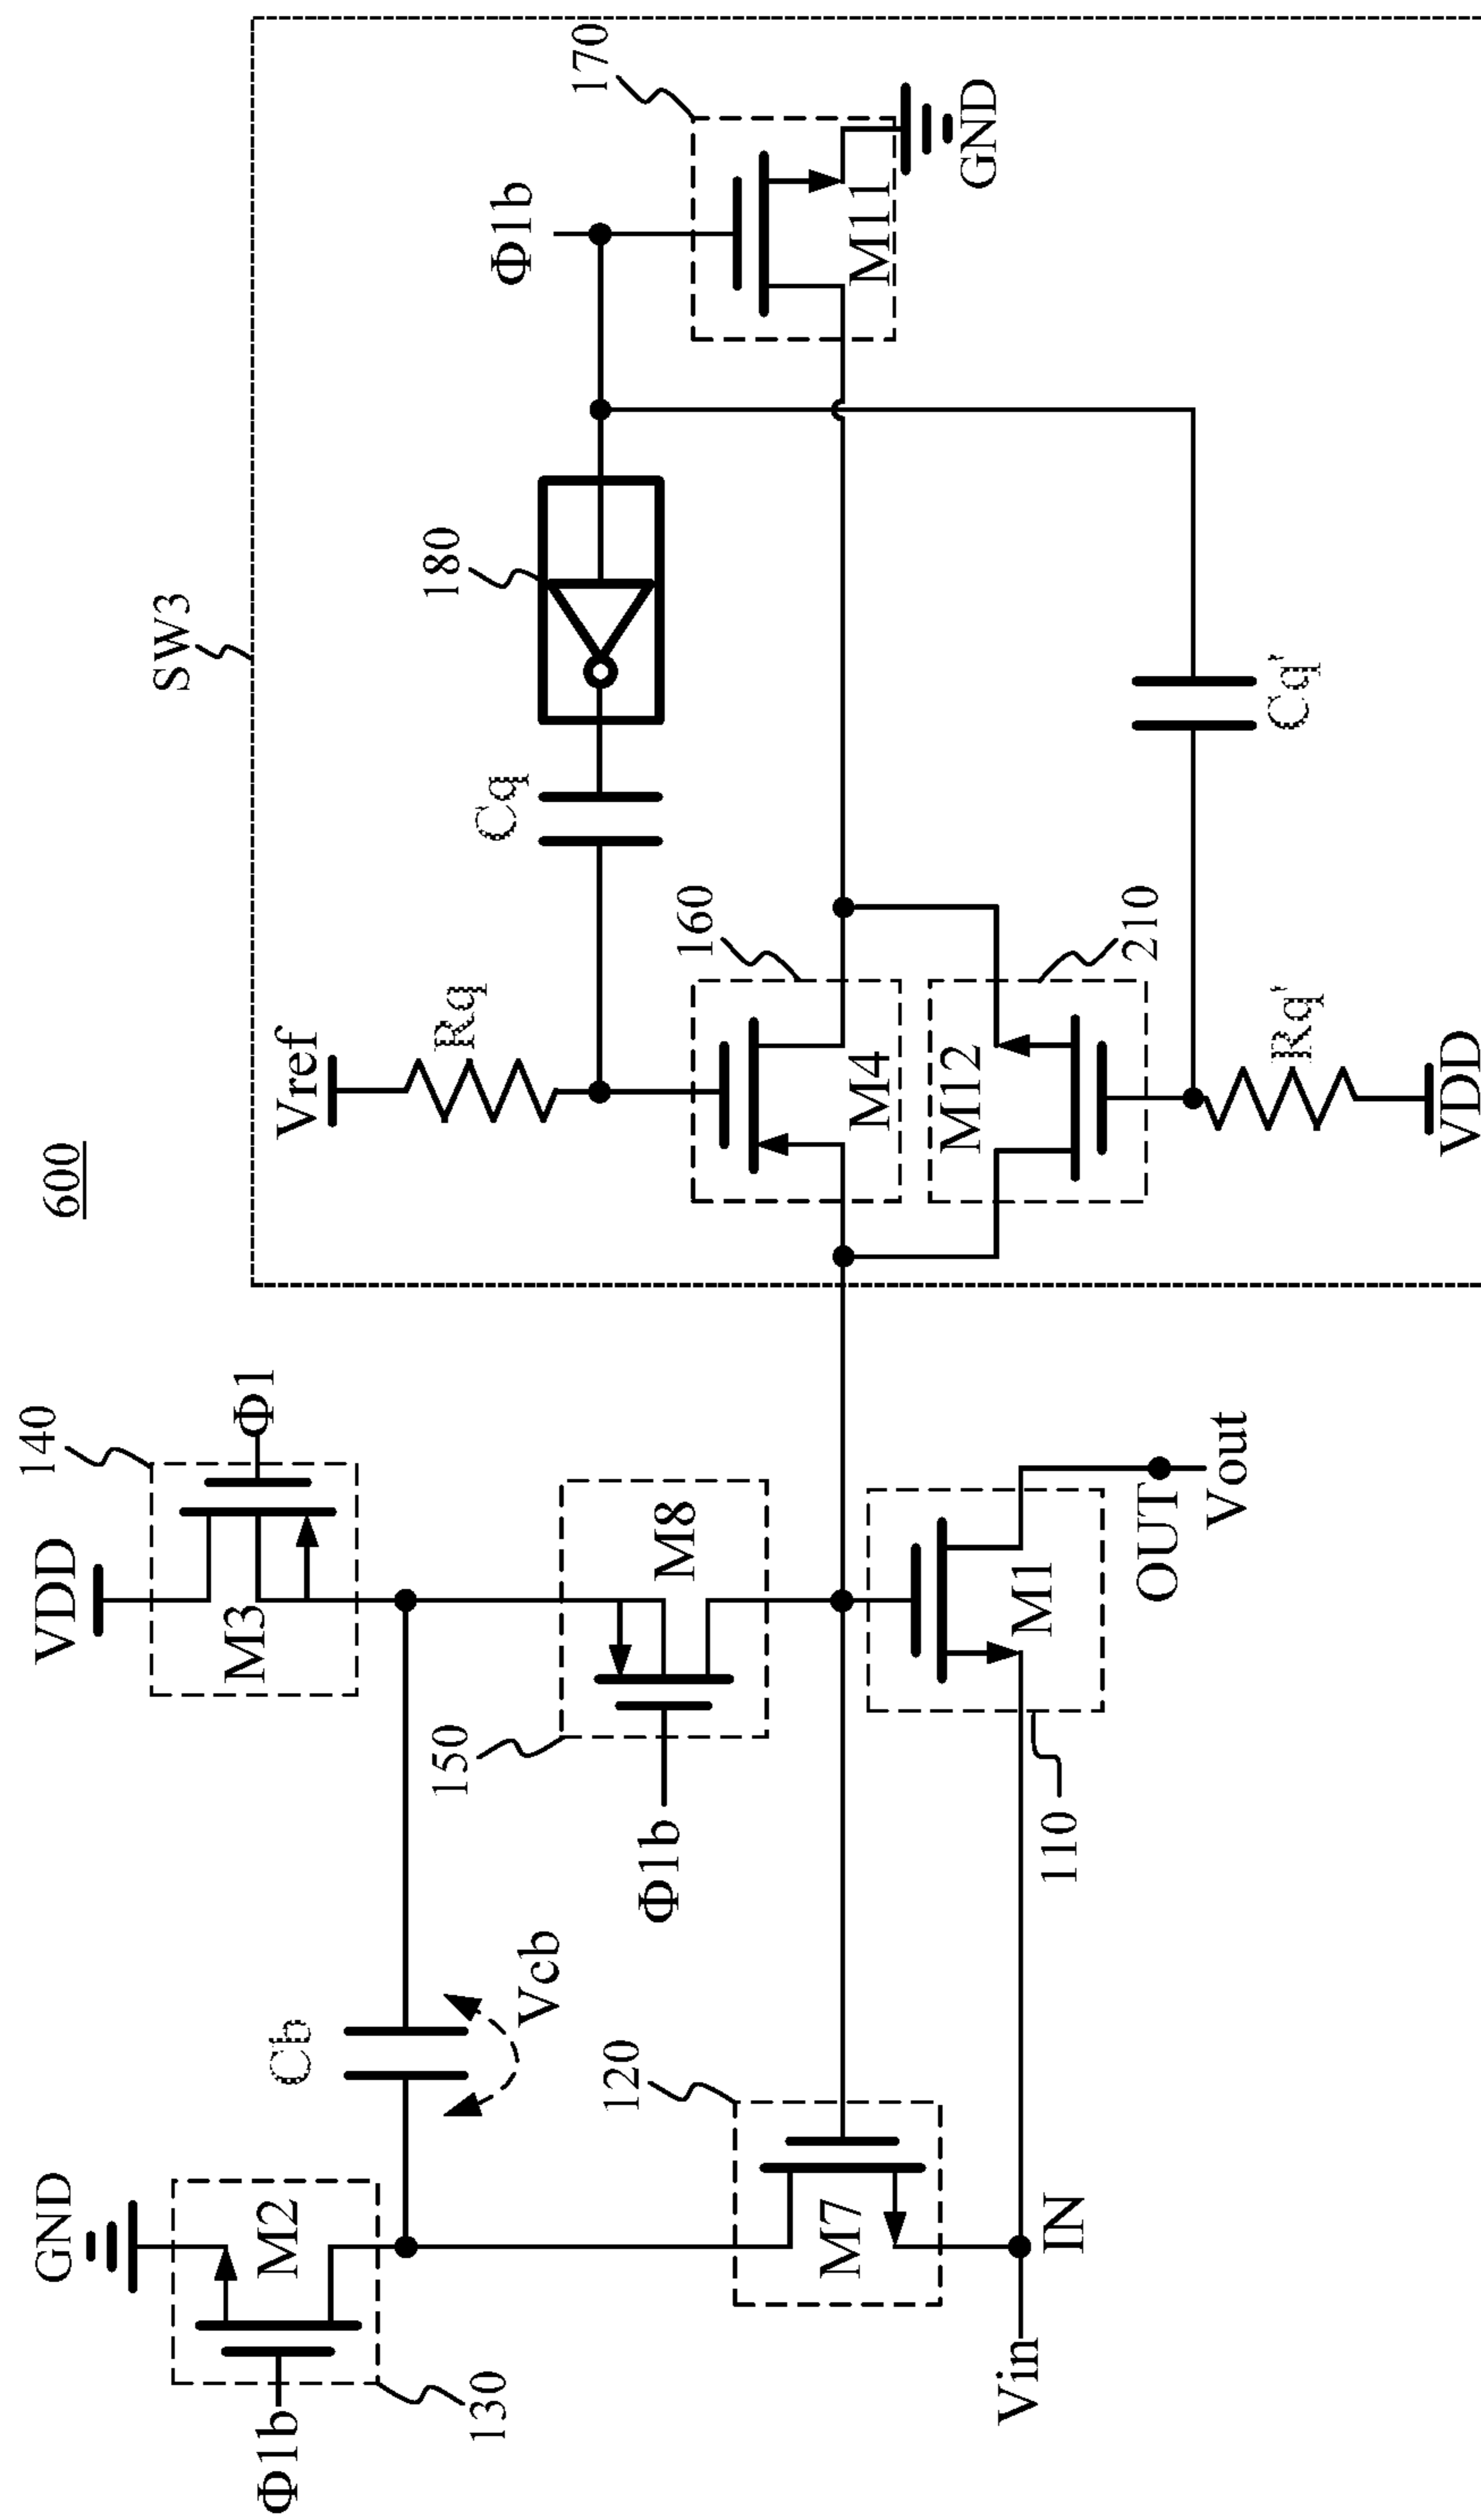 600
SW3
GND
Φ1b
M2
130
Cb
Vcb
VDD
M3
140
Φ1
150
M8
Φ1b
120
M7
Vin
IN
110
M1
OUT
Vout
Vref
Rq
Cq
180
Φ1b
170
M11
GND
160
M4
M12
210
Rq'
Cq'
VDD